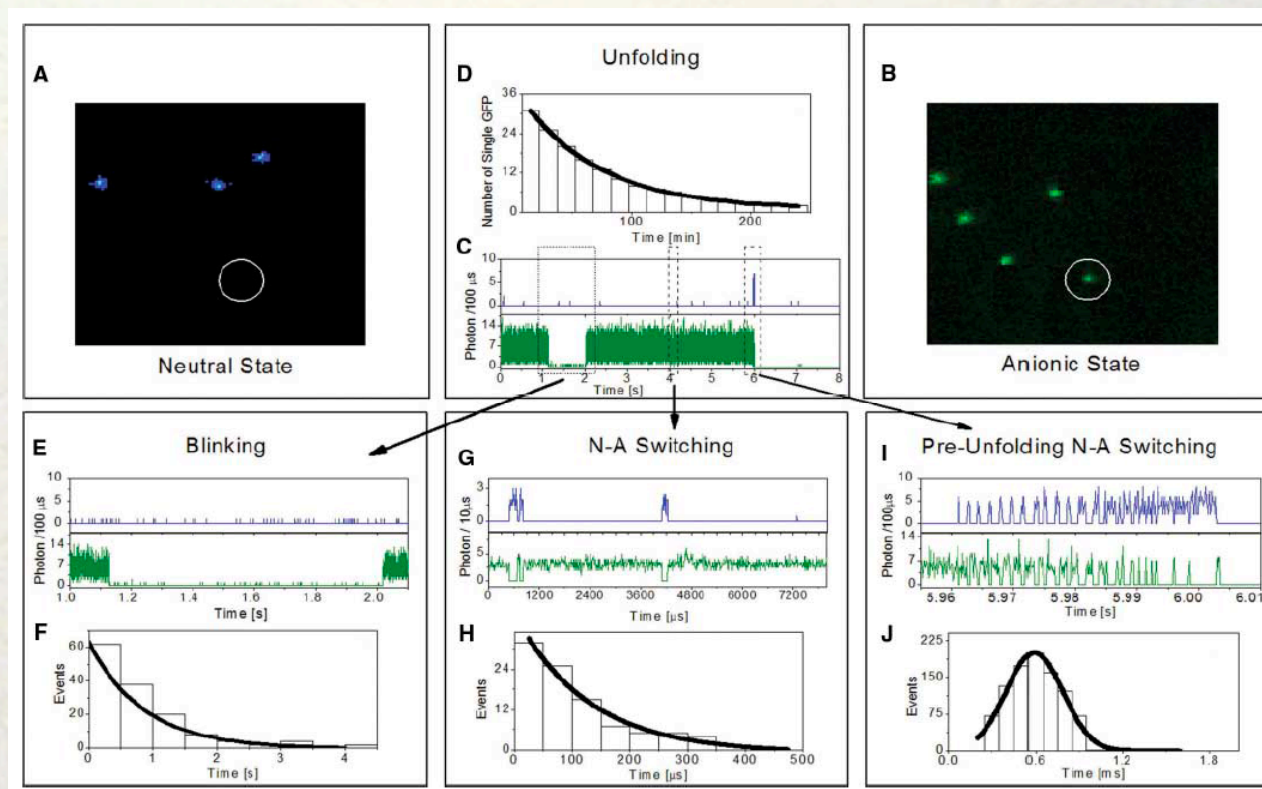 A
Neutral State
Unfolding
D
Number of Single GFP
36
24
12
0
100
200
Time [min]
C
Photon /100 µs
10
5
0
14
7
0
0 1 2 3 4 5 6 7 8
Time [s]
B
Anionic State
E
Blinking
Photon /100 µs
10
5
0
14
7
0
1.0 1.2 1.4 1.6 1.8 2.0
Time [s]
F
Events
60
40
20
0
0 1 2 3 4
Time [s]
G
N-A Switching
Photon / 10µs
3
0
5
0
0 1200 2400 3600 4800 6000 7200
Time [µs]
H
Events
24
12
0
0 100 200 300 400 500
Time [µs]
Pre-Unfolding N-A Switching
I
Photon /100µs
10
5
0
14
7
0
5.96 5.97 5.98 5.99 6.00 6.01
Time [s]
J
Events
225
150
75
0
0.0 0.6 1.2 1.8
Time [ms]